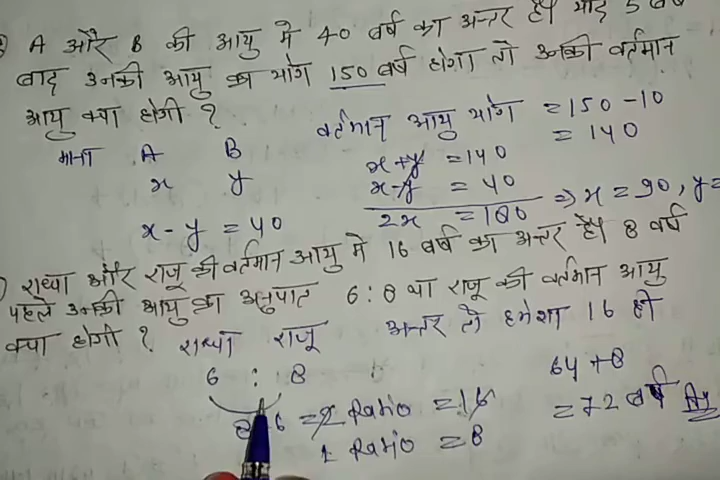 A और B की आयु मे 40 वर्ष का अन्तर है। यदि 5 वर्ष
बाद उनकी आयु का योग 150 वर्ष होगा तो उनकी वर्तमान
आयु क्या होगी ?
वर्तमान आयु योग = 150 - 10
= 140
माना A B
x y
x - y = 40
x + y = 140
x - y = 40
2x = 180 ⇒ x = 90, y =
राध्या और राजू की वर्तमान आयु मे 16 वर्ष का अन्तर है। 8 वर्ष
पहले उनकी आयु का अनुपात 6 : 8 था राजू की वर्तमान आयु
क्या होगी ?
राध्या राजू
अन्तर तो हमेशा 16 ही
6 : 8
8 6 = 2 Ratio = 16
1 Ratio = 8
64 + 8
= 72 वर्ष Ans